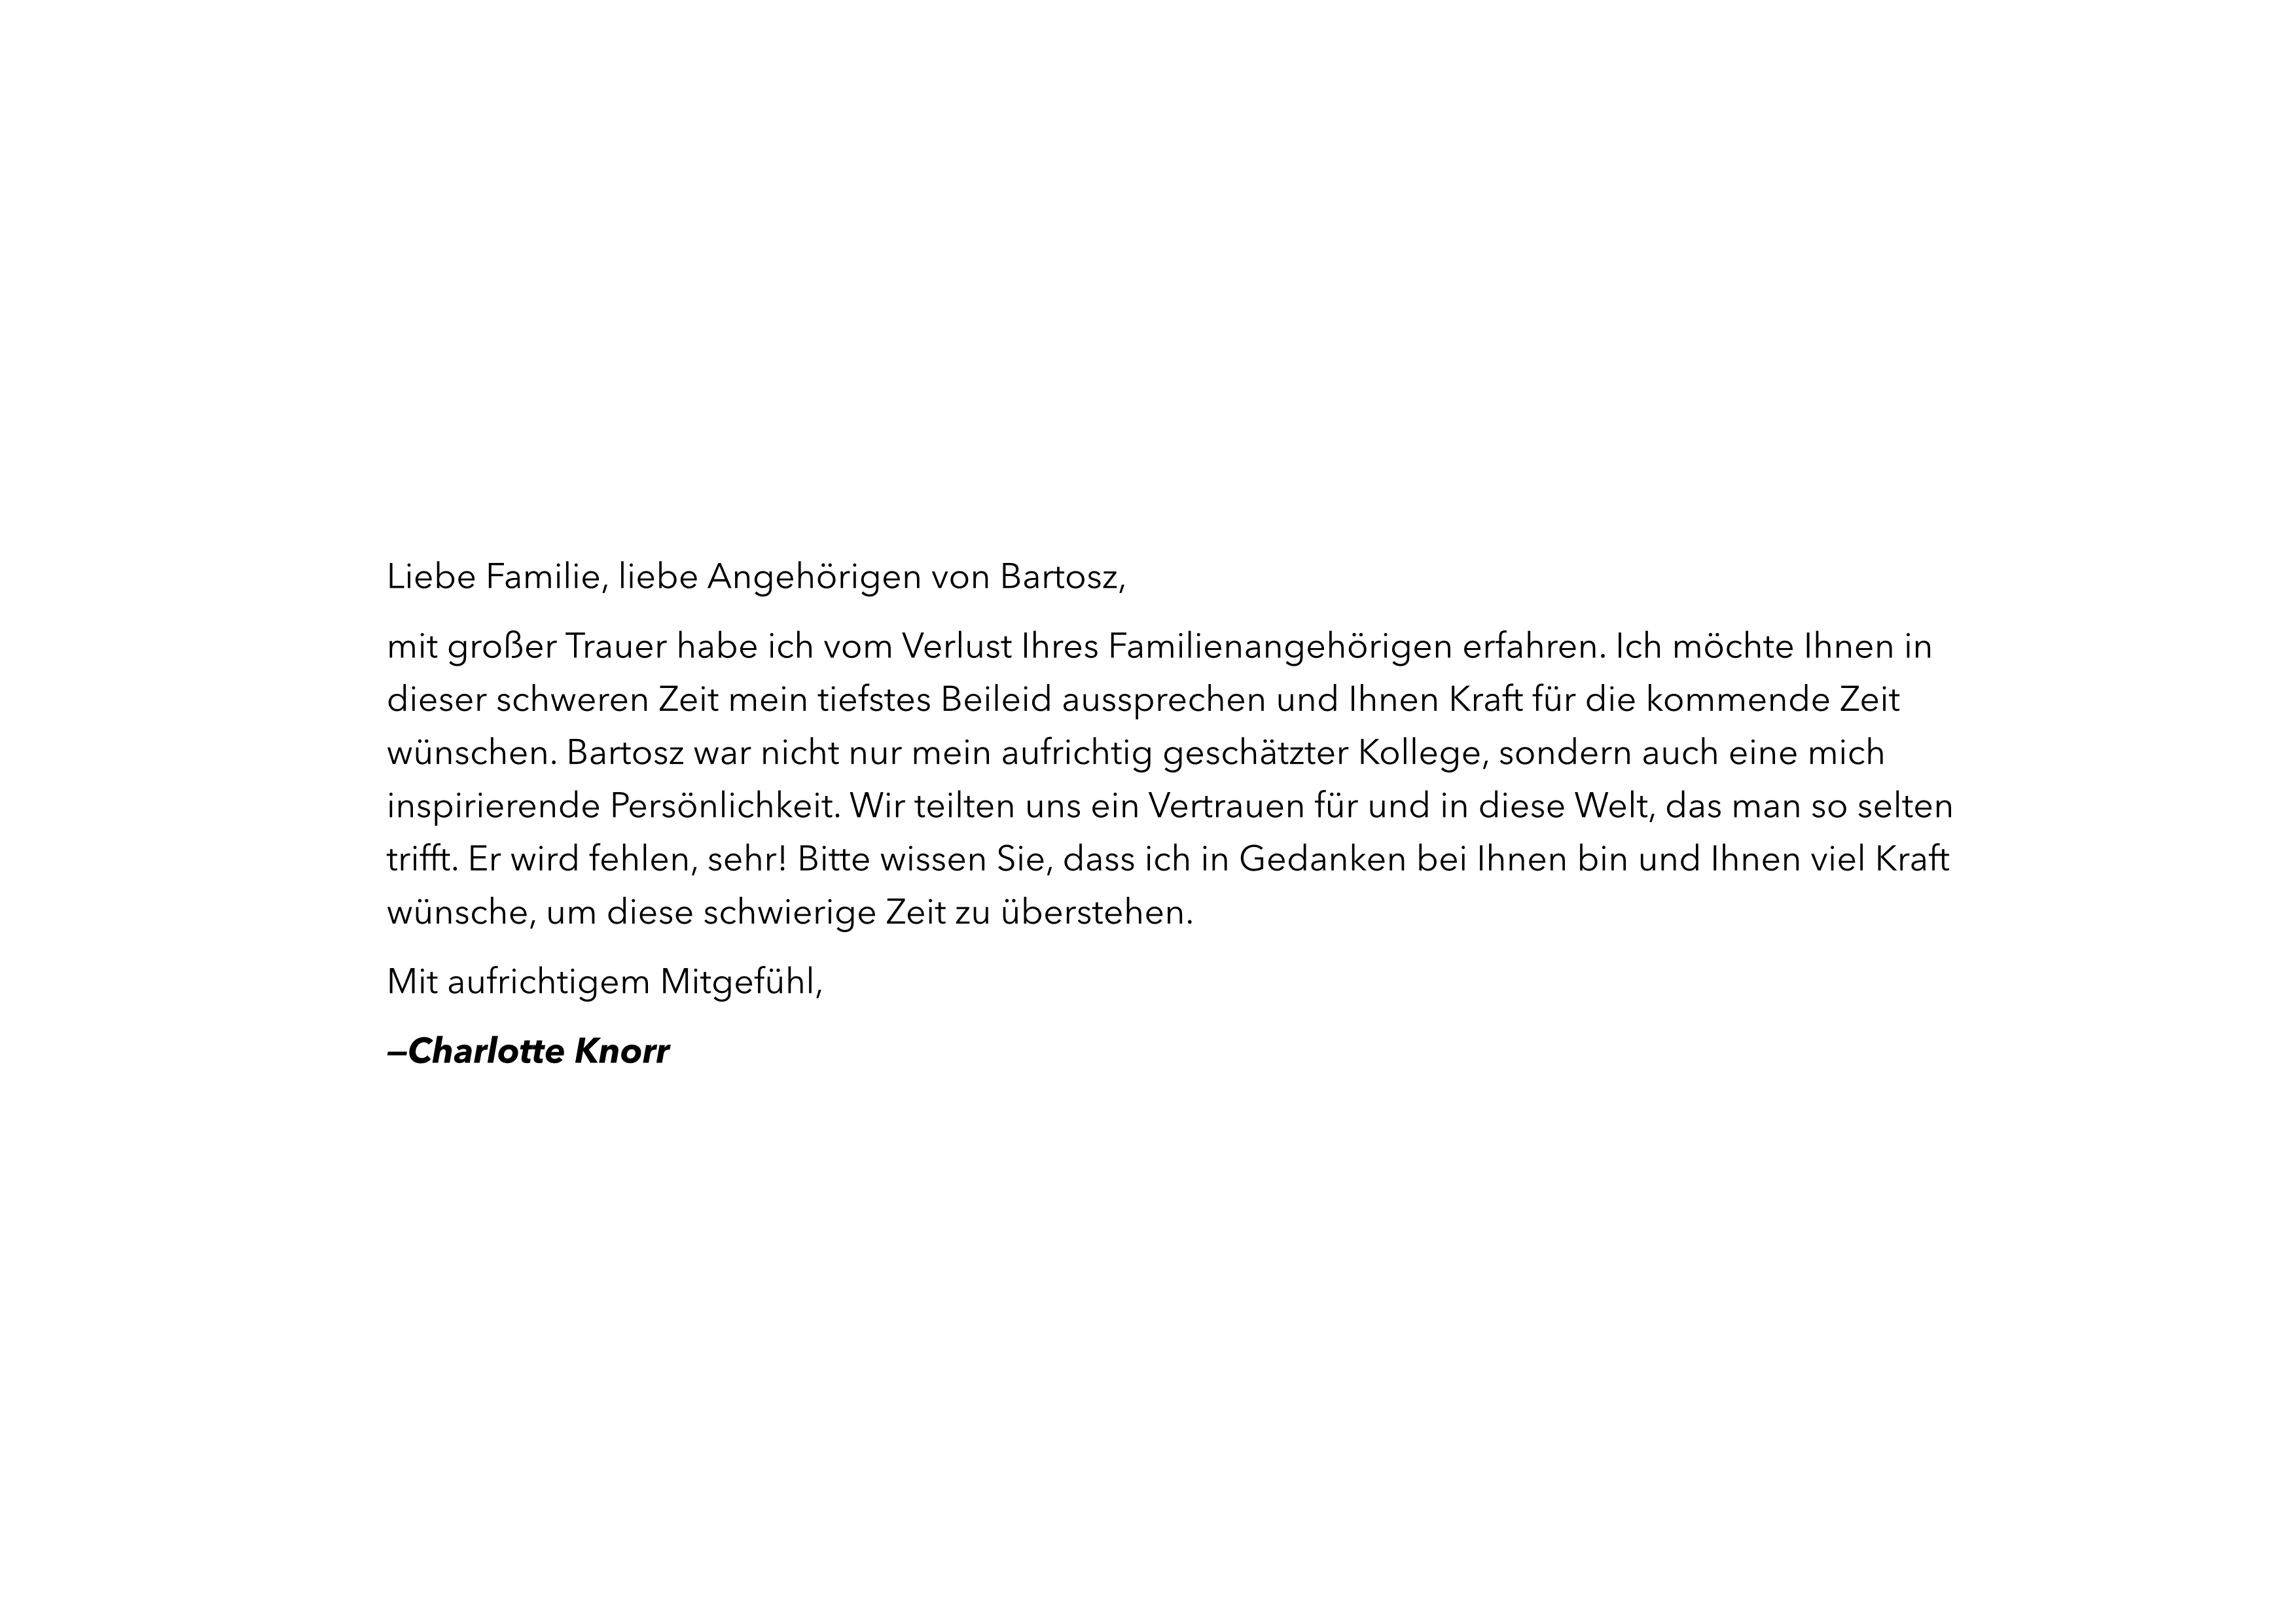 Liebe Familie, liebe Angehörigen von Bartosz,
mit großer Trauer habe ich vom Verlust Ihres Familienangehörigen erfahren. Ich möchte Ihnen in
dieser schweren Zeit mein tiefstes Beileid aussprechen und Ihnen Kraft für die kommende Zeit
wünschen. Bartosz war nicht nur mein aufrichtig geschätzter Kollege, sondern auch eine mich
inspirierende Persönlichkeit. Wir teilten uns ein Vertrauen für und in diese Welt, das man so selten
trifft. Er wird fehlen, sehr! Bitte wissen Sie, dass ich in Gedanken bei Ihnen bin und Ihnen viel Kraft
wünsche, um diese schwierige Zeit zu überstehen.
Mit aufrichtigem Mitgefühl,
—Charlotte Knorr